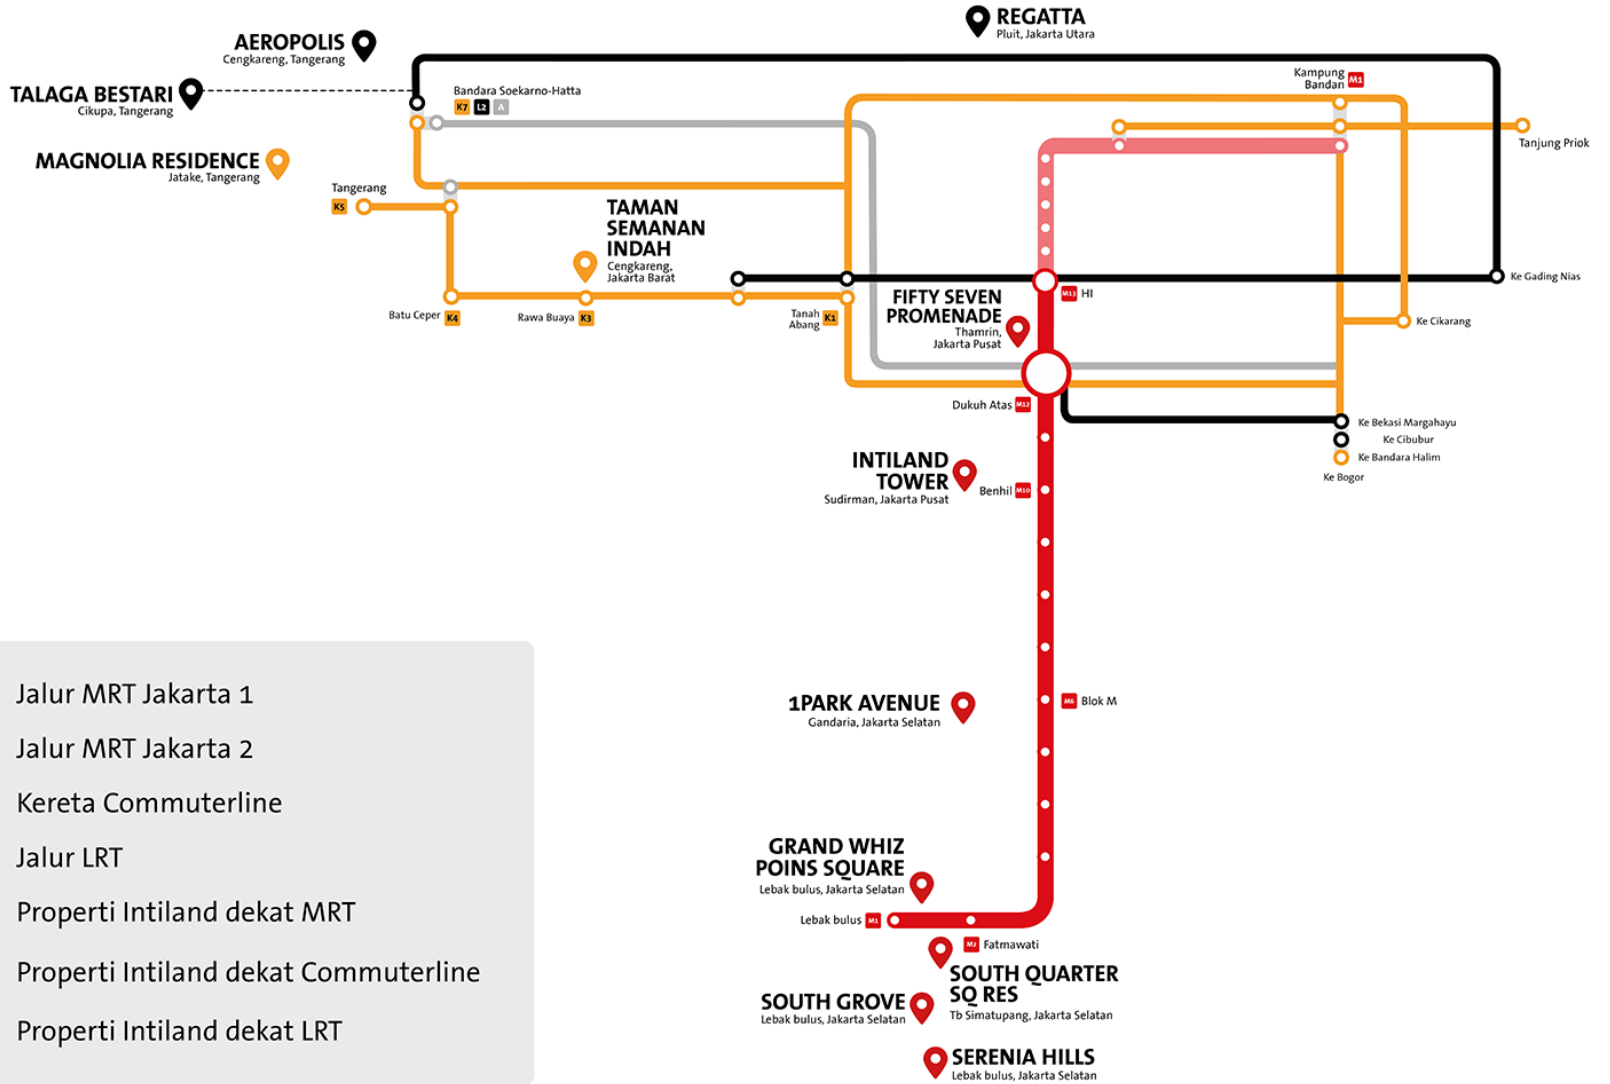 REGATTA
Pluit, Jakarta Utara
AEROPOLIS
Cengkareng, Tangerang
TALAGA BESTARI
Cikupa, Tangerang
Bandara Soekarno-Hatta
K7 L2 A
Kampung
Bandan
M1
Tanjung Priok
MAGNOLIA RESIDENCE
Jatake, Tangerang
Tangerang
K5
TAMAN
SEMANAN
INDAH
Cengkareng,
Jakarta Barat
Ke Gading Nias
M13 HI
FIFTY SEVEN
PROMENADE
Thamrin,
Jakarta Pusat
Batu Ceper K4
Rawa Buaya K3
Tanah
Abang K1
Ke Cikarang
Dukuh Atas M12
Ke Bekasi Margahayu
Ke Cibubur
Ke Bandara Halim
Ke Bogor
INTILAND
TOWER
Sudirman, Jakarta Pusat
Benhil M10
1PARK AVENUE
Gandaria, Jakarta Selatan
M6 Blok M
GRAND WHIZ
POINS SQUARE
Lebak bulus, Jakarta Selatan
Lebak bulus M1
M2 Fatmawati
SOUTH QUARTER
SQ RES
Tb Simatupang, Jakarta Selatan
SOUTH GROVE
Lebak bulus, Jakarta Selatan
SERENIA HILLS
Lebak bulus, Jakarta Selatan
Jalur MRT Jakarta 1
Jalur MRT Jakarta 2
Kereta Commuterline
Jalur LRT
Properti Intiland dekat MRT
Properti Intiland dekat Commuterline
Properti Intiland dekat LRT